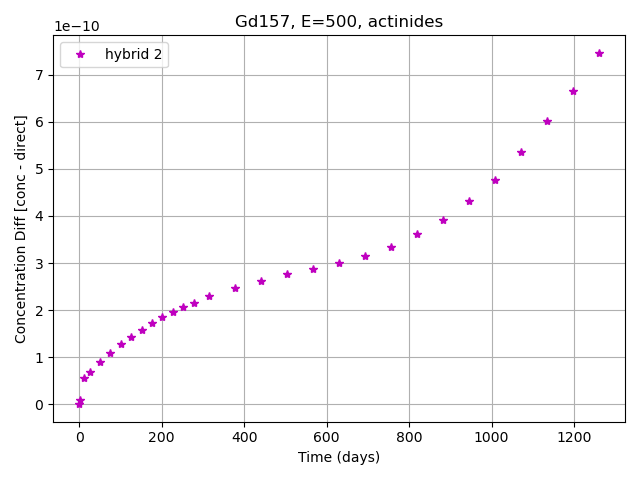 Gd157, E=500, actinides
1e−10
hybrid 2
7
6
5
4
3
2
1
0
Concentration Diff [conc - direct]
0 200 400 600 800 1000 1200
Time (days)